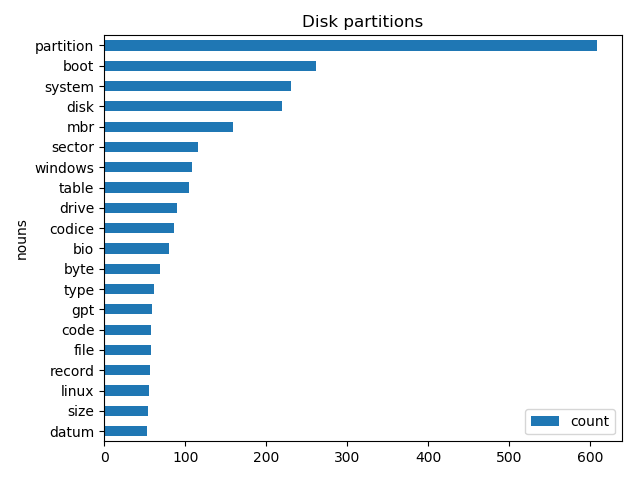 Disk partitions
partition
boot
system
disk
mbr
sector
windows
table
drive
codice
bio
byte
type
gpt
code
file
record
linux
size
datum
nouns
0 100 200 300 400 500 600
count